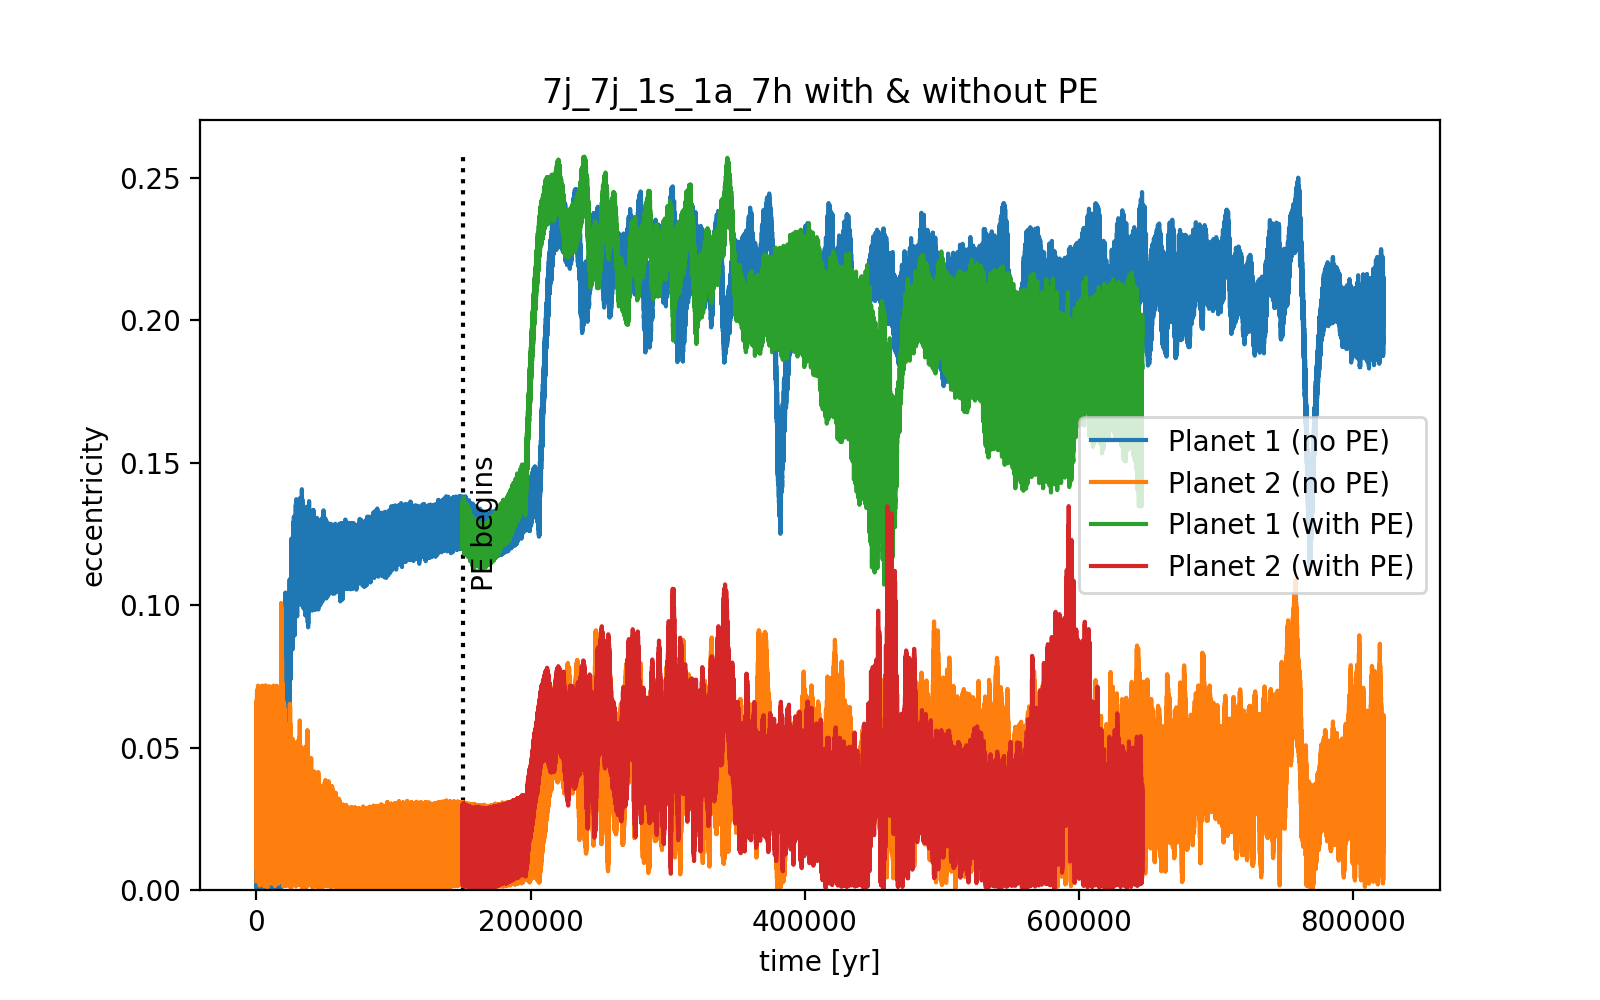 7j_7j_1s_1a_7h with & without PE
eccentricity
0.25
0.20
0.15
0.10
0.05
0.00
PE begins
Planet 1 (no PE)
Planet 2 (no PE)
Planet 1 (with PE)
Planet 2 (with PE)
0
200000
400000
600000
800000
time [yr]